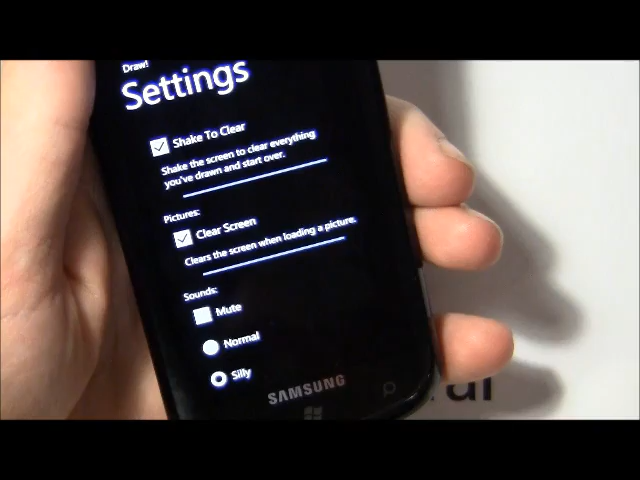 Draw!
Settings
Shake To Clear
Shake the screen to clear everything
you've drawn and start over.
Pictures:
Clear Screen
Clears the screen when loading a picture.
Sounds:
Mute
Normal
Silly
SAMSUNG